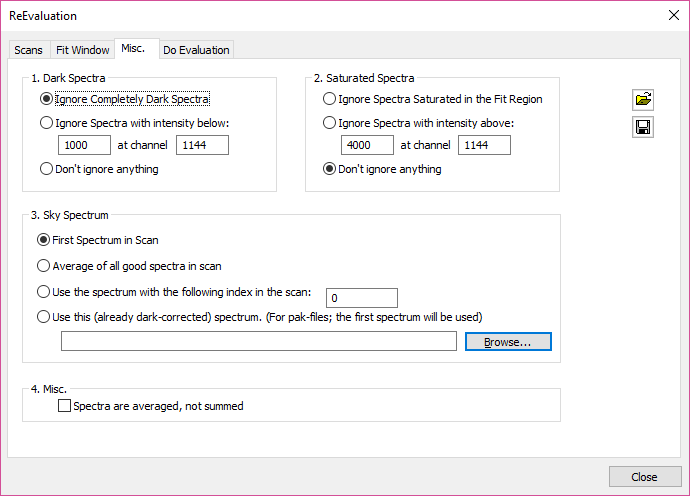 ReEvaluation
Scans Fit Window Misc. Do Evaluation
1. Dark Spectra
Ignore Completely Dark Spectra
Ignore Spectra with intensity below:
1000 at channel 1144
Don't ignore anything
2. Saturated Spectra
Ignore Spectra Saturated in the Fit Region
Ignore Spectra with intensity above:
4000 at channel 1144
Don't ignore anything
3. Sky Spectrum
First Spectrum in Scan
Average of all good spectra in scan
Use the spectrum with the following index in the scan: 0
Use this (already dark-corrected) spectrum. (For pak-files; the first spectrum will be used)
Browse...
4. Misc.
Spectra are averaged, not summed
Close